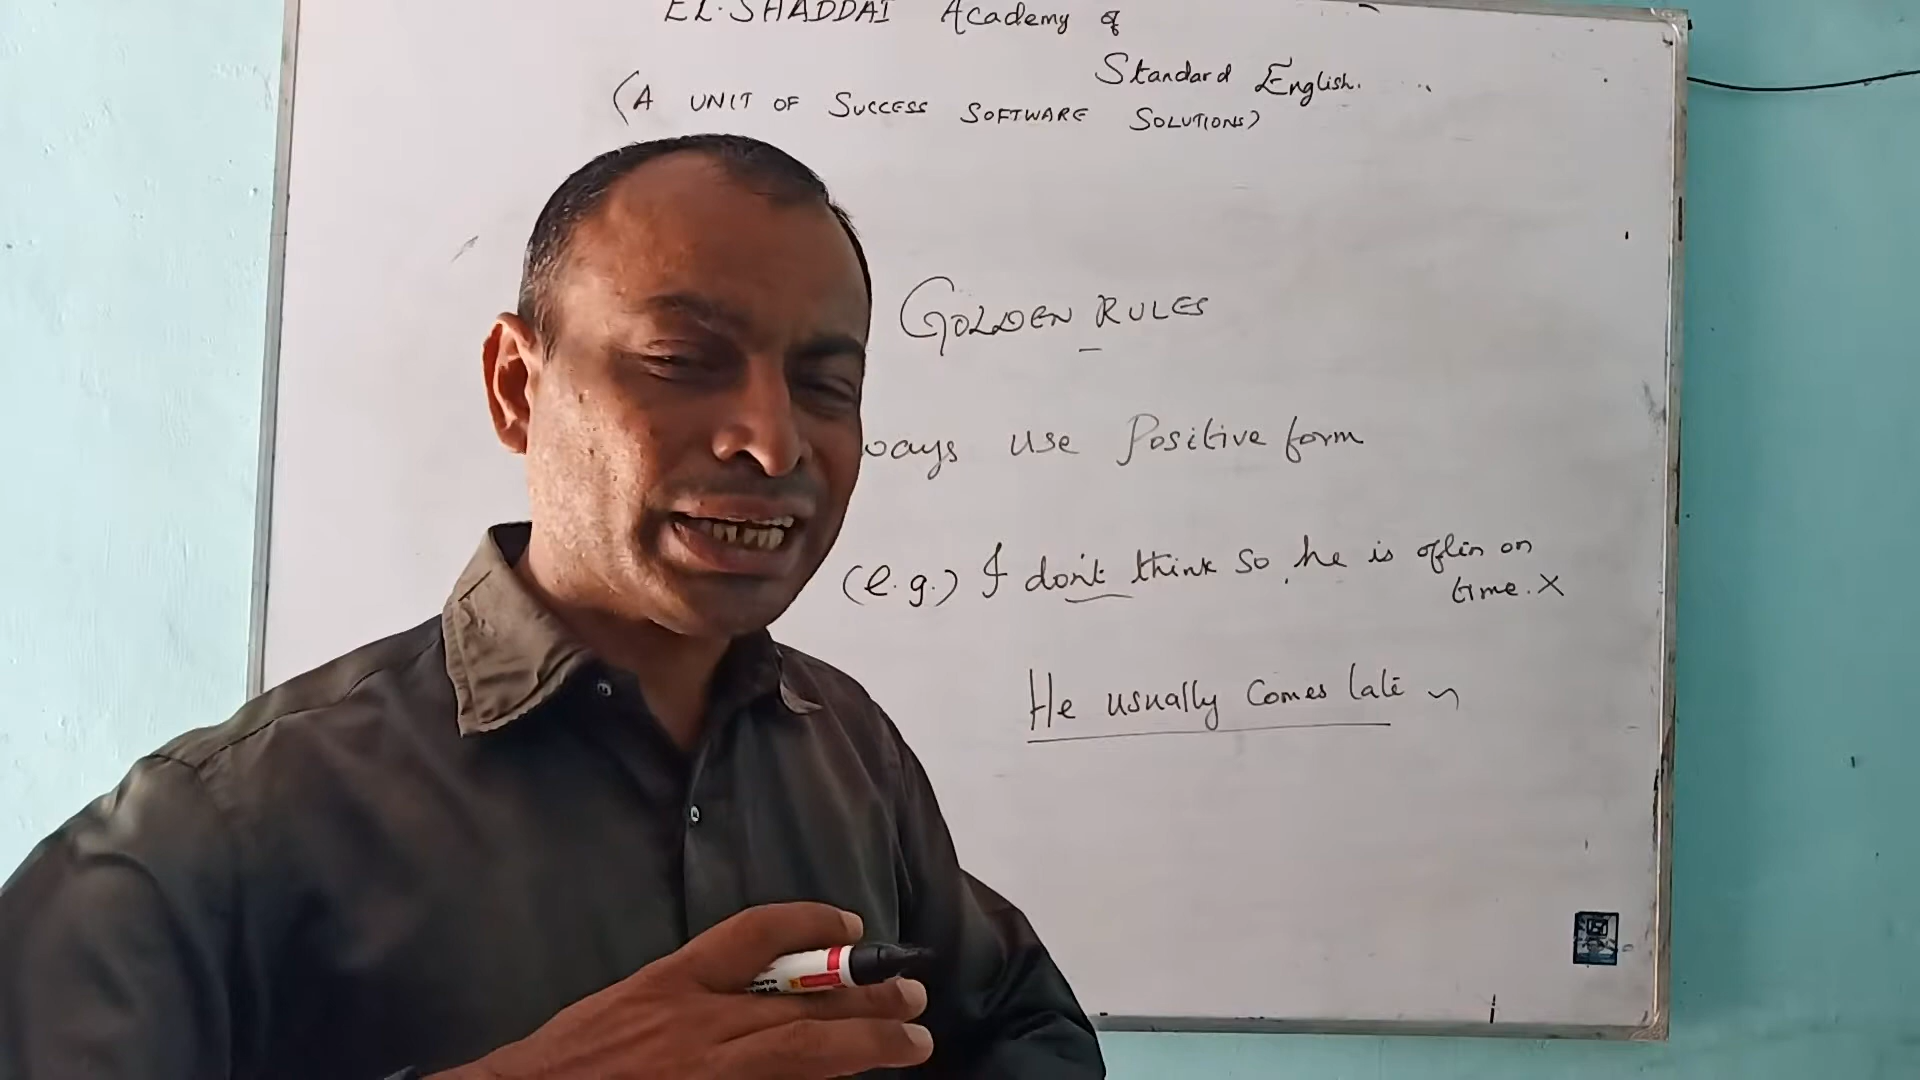 EL-SHADDAI Academy of
Standard English.
(A UNIT OF SUCCESS SOFTWARE SOLUTIONS)
GOLDEN RULES
ways use Positive form
(e.g.) I don't think so, he is oftin on
time. X
He usually comes late